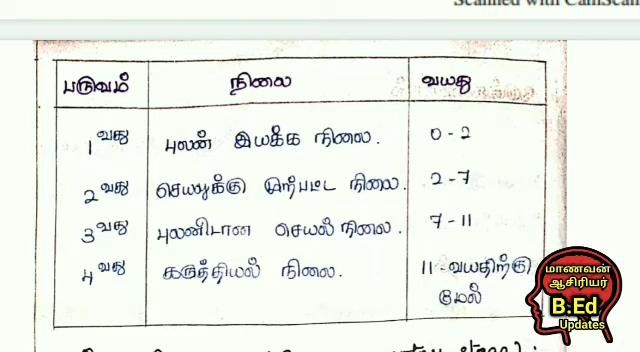 Scanned with CamScan
பருவம் நிலை வயது
1 வது புலன் இயக்க நிலை. 0 - 2
2 வது செயலுக்கு முற்பட்ட நிலை. 2 - 7
3 வது புலனிடான செயல் நிலை. 7 - 11
4 வது கருத்தியல் நிலை. 11 - வயதிற்கு
மேல்
மாணவன்
ஆசிரியர்
B.Ed
Updates